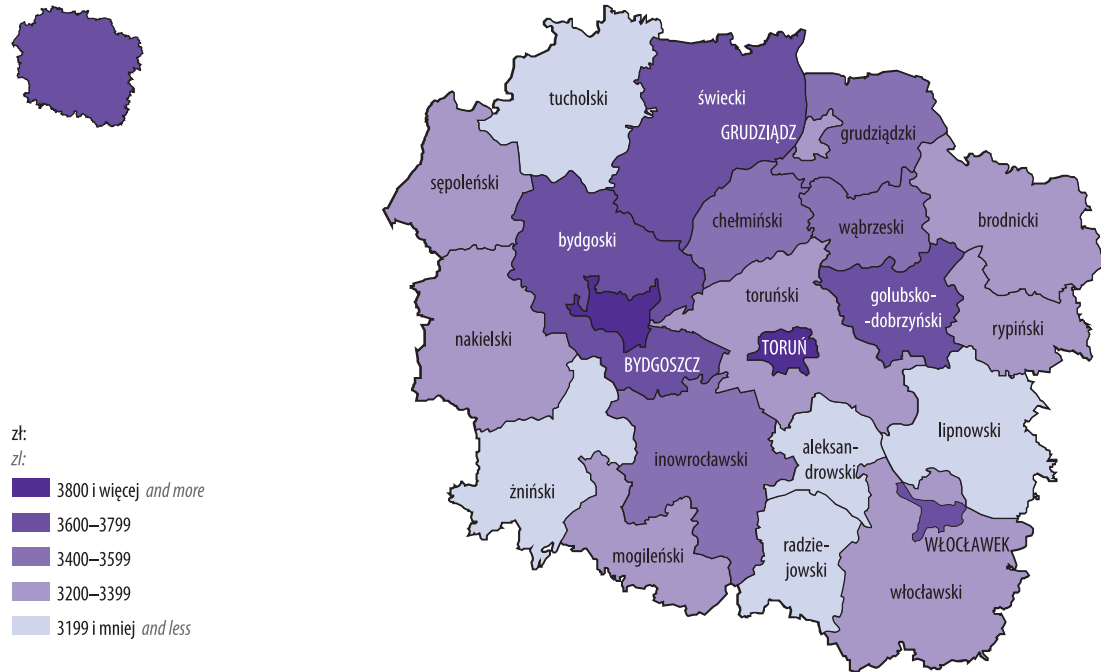 tucholski
świecki
GRUDZIĄDZ
grudziądzki
sępoleński
chełmiński
wąbrzeski
brodnicki
bydgoski
toruński
golubsko-
-dobrzyński
rypiński
nakielski
BYDGOSZCZ
TORUŃ
lipnowski
aleksan-
drowski
inowrocławski
żniński
mogileński
radzie-
jowski
WŁOCŁAWEK
włocławski
zł:
zl:
3800 i więcej and more
3600–3799
3400–3599
3200–3399
3199 i mniej and less